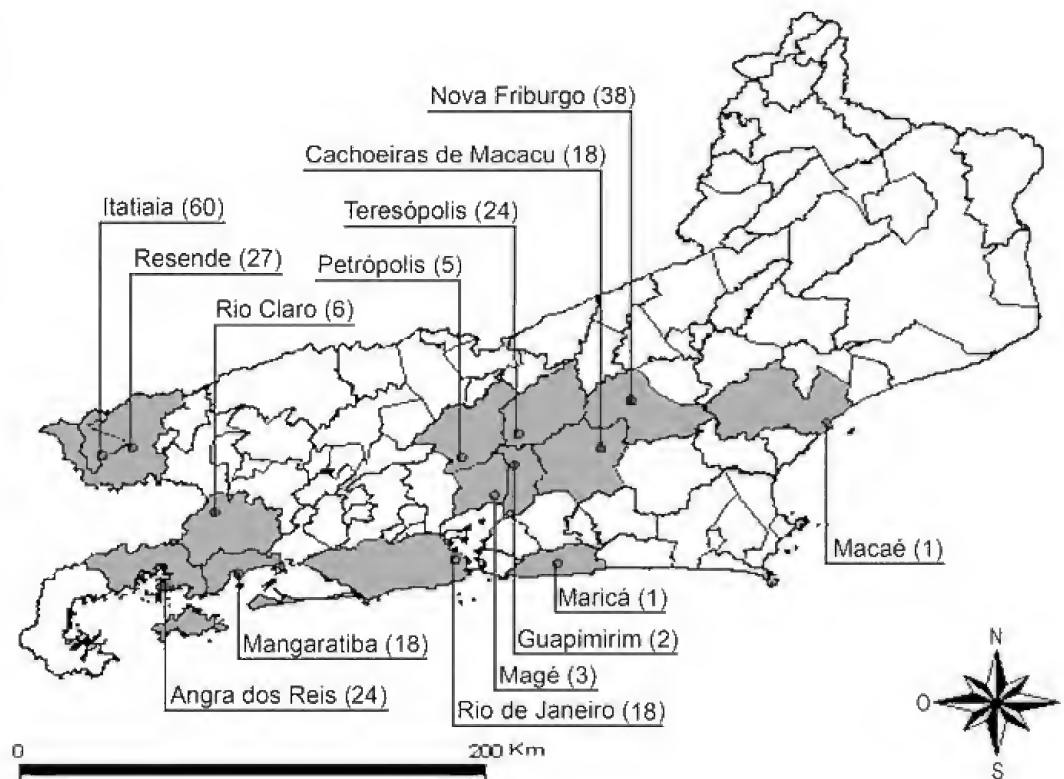 Nova Friburgo (38)
Cachoeiras de Macacu (18)
Itatiaia (60)
Teresópolis (24)
Resende (27)
Petrópolis (5)
Rio Claro (6)
Macaé (1)
Maricá (1)
Mangaratiba (18)
Guapimirim (2)
Magé (3)
Angra dos Reis (24)
Rio de Janeiro (18)
N
O
S
0
200 Km